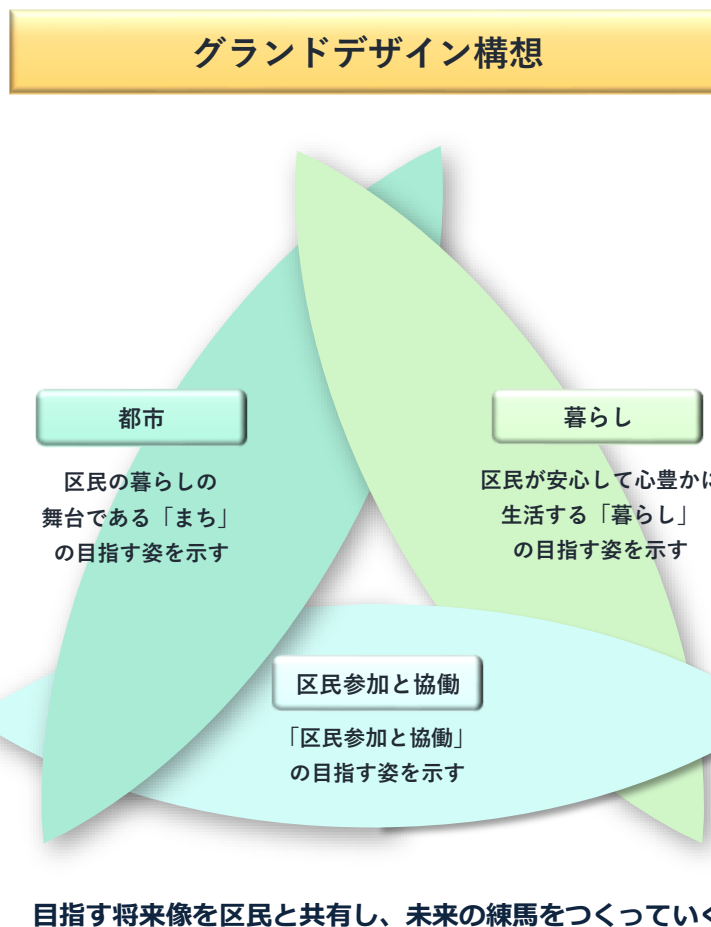 グランドデザイン構想
都市
区民の暮らしの
舞台である「まち」
の目指す姿を示す
暮らし
区民が安心して心豊かに
生活する「暮らし」
の目指す姿を示す
区民参加と協働
「区民参加と協働」
の目指す姿を示す
目指す将来像を区民と共有し、未来の練馬をつくっていく